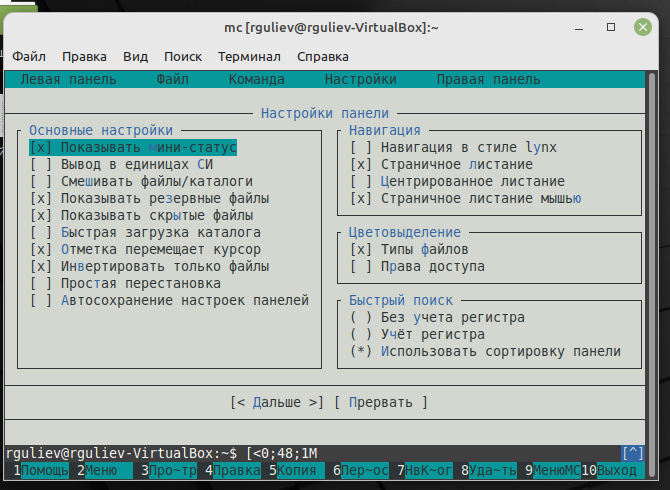 mc [rguliev@rguliev-VirtualBox]:~
Файл Правка Вид Поиск Терминал Справка
Левая панель Файл Команда Настройки Правая панель
Настройки панели
Основные настройки
[x] Показывать мини-статус
[ ] Вывод в единицах СИ
[ ] Смешивать файлы/каталоги
[x] Показывать резервные файлы
[x] Показывать скрытые файлы
[ ] Быстрая загрузка каталога
[x] Отметка перемещает курсор
[x] Инвертировать только файлы
[ ] Простая перестановка
[ ] Автосохранение настроек панелей
Навигация
[ ] Навигация в стиле lynx
[x] Страничное листание
[ ] Центрированное листание
[x] Страничное листание мышью
Цветовыделение
[x] Типы файлов
[ ] Права доступа
Быстрый поиск
( ) Без учета регистра
( ) Учёт регистра
(*) Использовать сортировку панели
[< Дальше >] [ Прервать ]
rguliev@rguliev-VirtualBox:~$ [<0;48;1M [^]
1Помощь 2Меню 3Про~тр 4Правка 5Копия 6Пер~ос 7НвК~ог 8Уда~ть 9МенюMC 10Выход